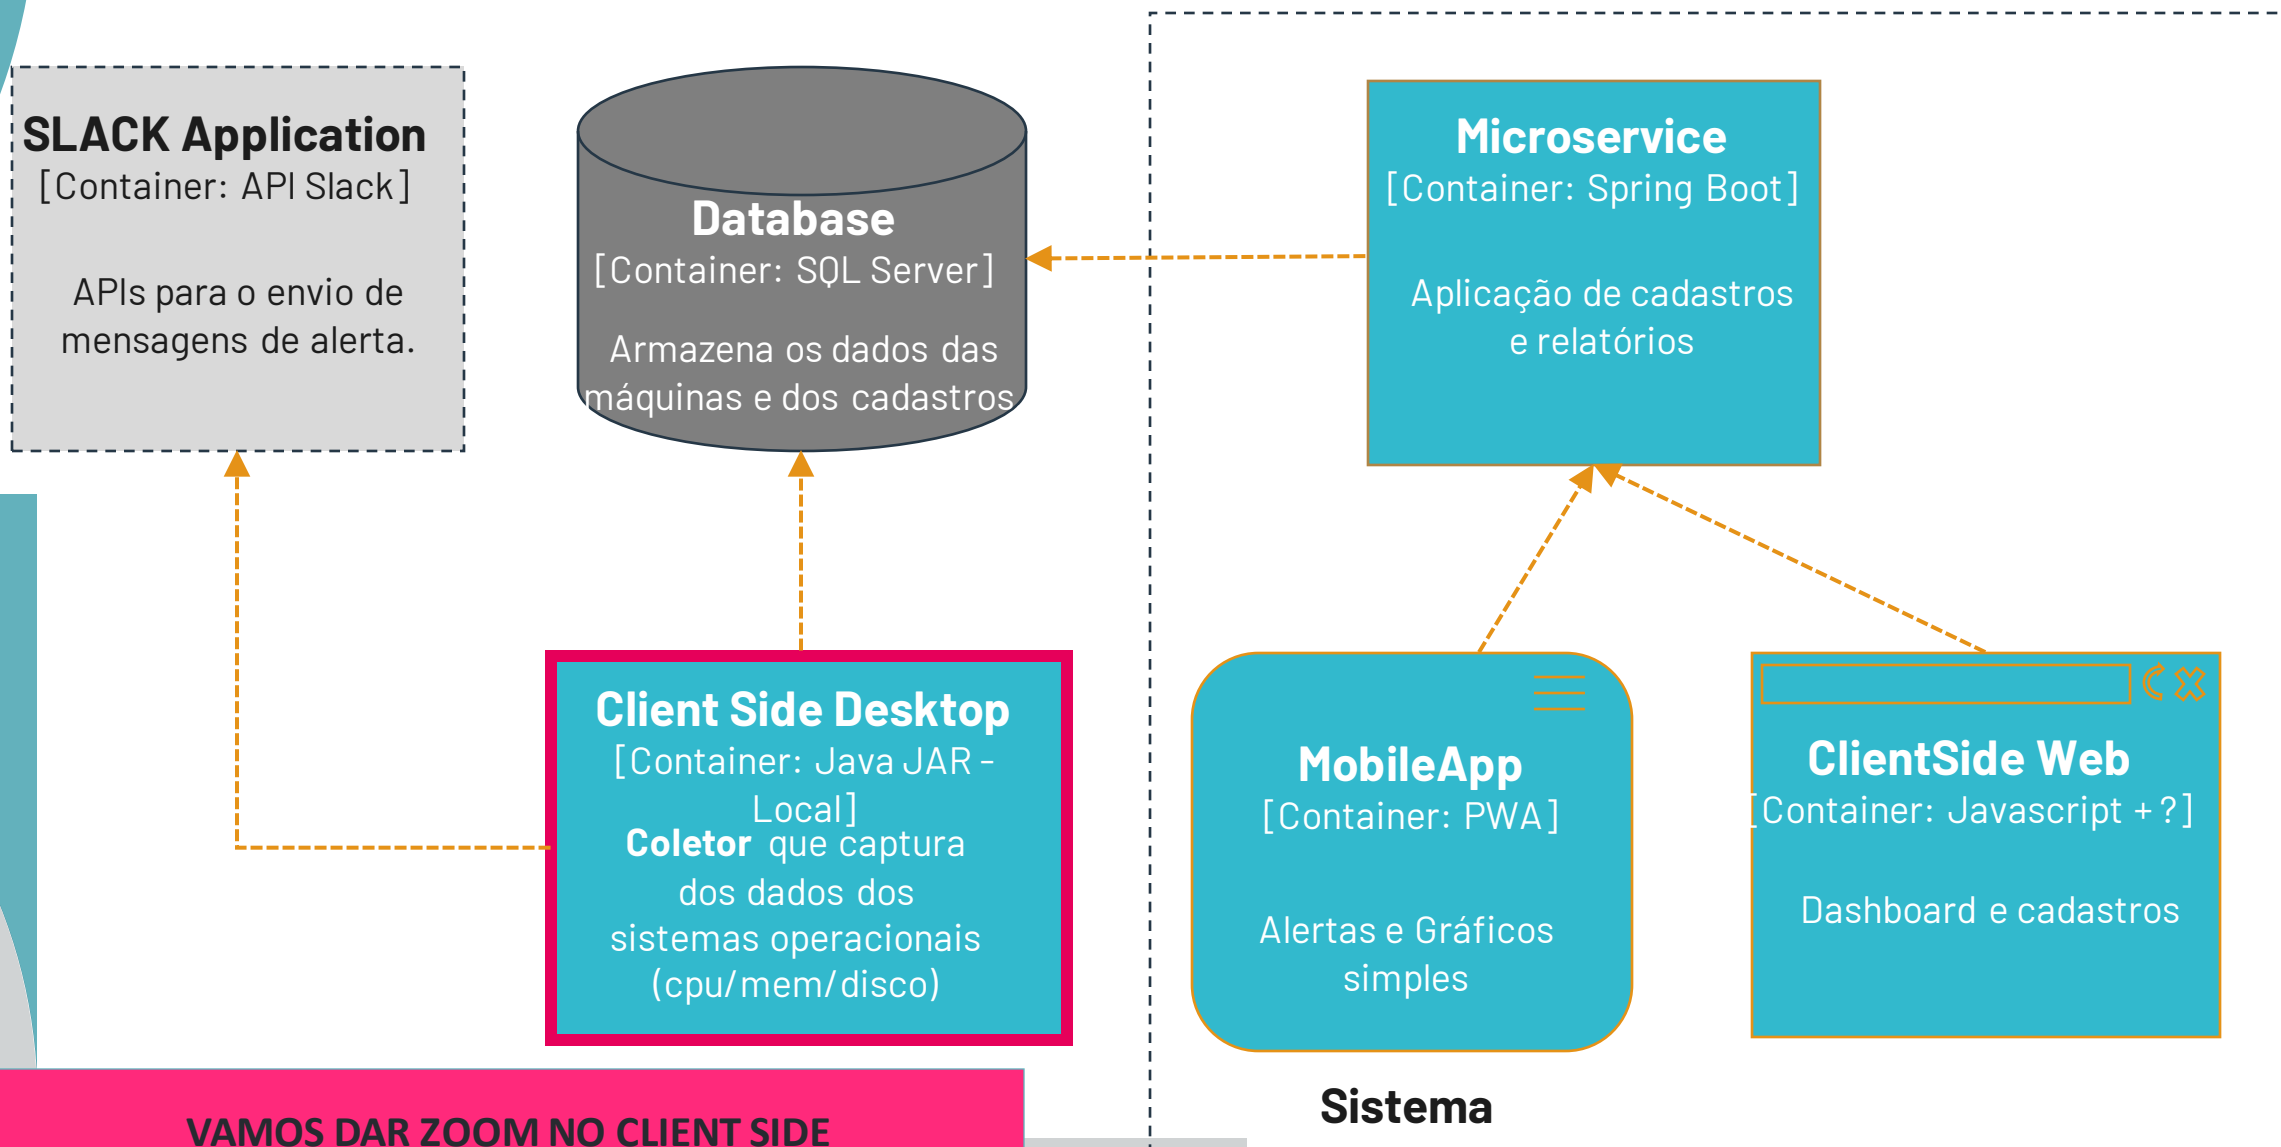 SLACK Application
[Container: API Slack]
APIs para o envio de
mensagens de alerta.
Database
[Container: SQL Server]
Armazena os dados das
máquinas e dos cadastros
Microservice
[Container: Spring Boot]
Aplicação de cadastros
e relatórios
Client Side Desktop
[Container: Java JAR -
Local]
Coletor que captura
dos dados dos
sistemas operacionais
(cpu/mem/disco)
MobileApp
[Container: PWA]
Alertas e Gráficos
simples
ClientSide Web
[Container: Javascript + ?]
Dashboard e cadastros
Sistema
VAMOS DAR ZOOM NO CLIENT SIDE